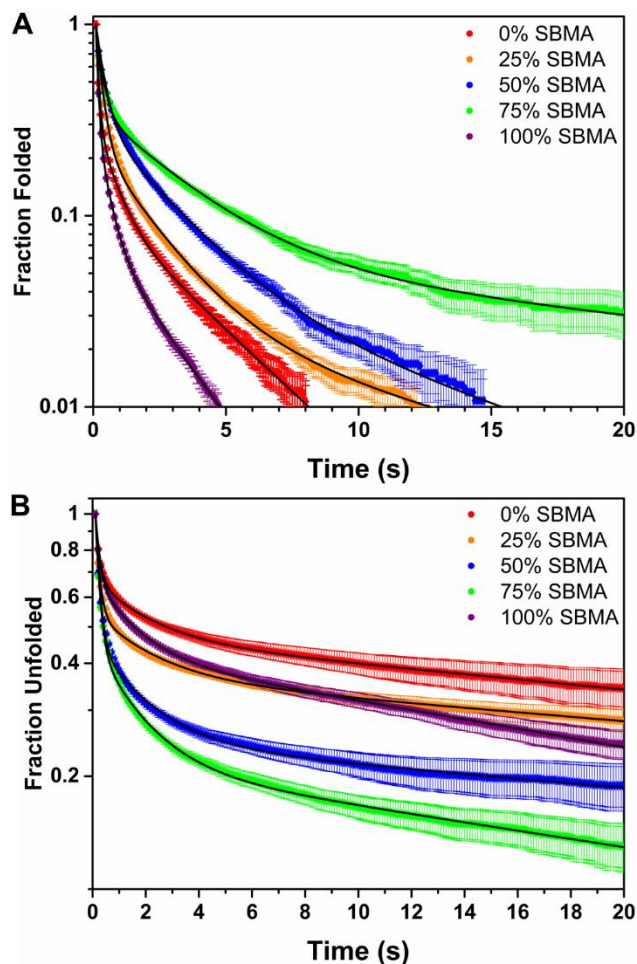 A
Fraction Folded
1
0.1
0.01
0% SBMA
25% SBMA
50% SBMA
75% SBMA
100% SBMA
0 5 10 15 20
Time (s)
B
Fraction Unfolded
1
0.8
0.6
0.4
0.2
0% SBMA
25% SBMA
50% SBMA
75% SBMA
100% SBMA
0 2 4 6 8 10 12 14 16 18 20
Time (s)